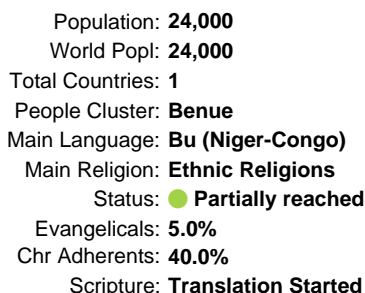 Population: 24,000
World Popl: 24,000
Total Countries: 1
People Cluster: Benue
Main Language: Bu (Niger-Congo)
Main Religion: Ethnic Religions
Status: Partially reached
Evangelicals: 5.0%
Chr Adherents: 40.0%
Scripture: Translation Started